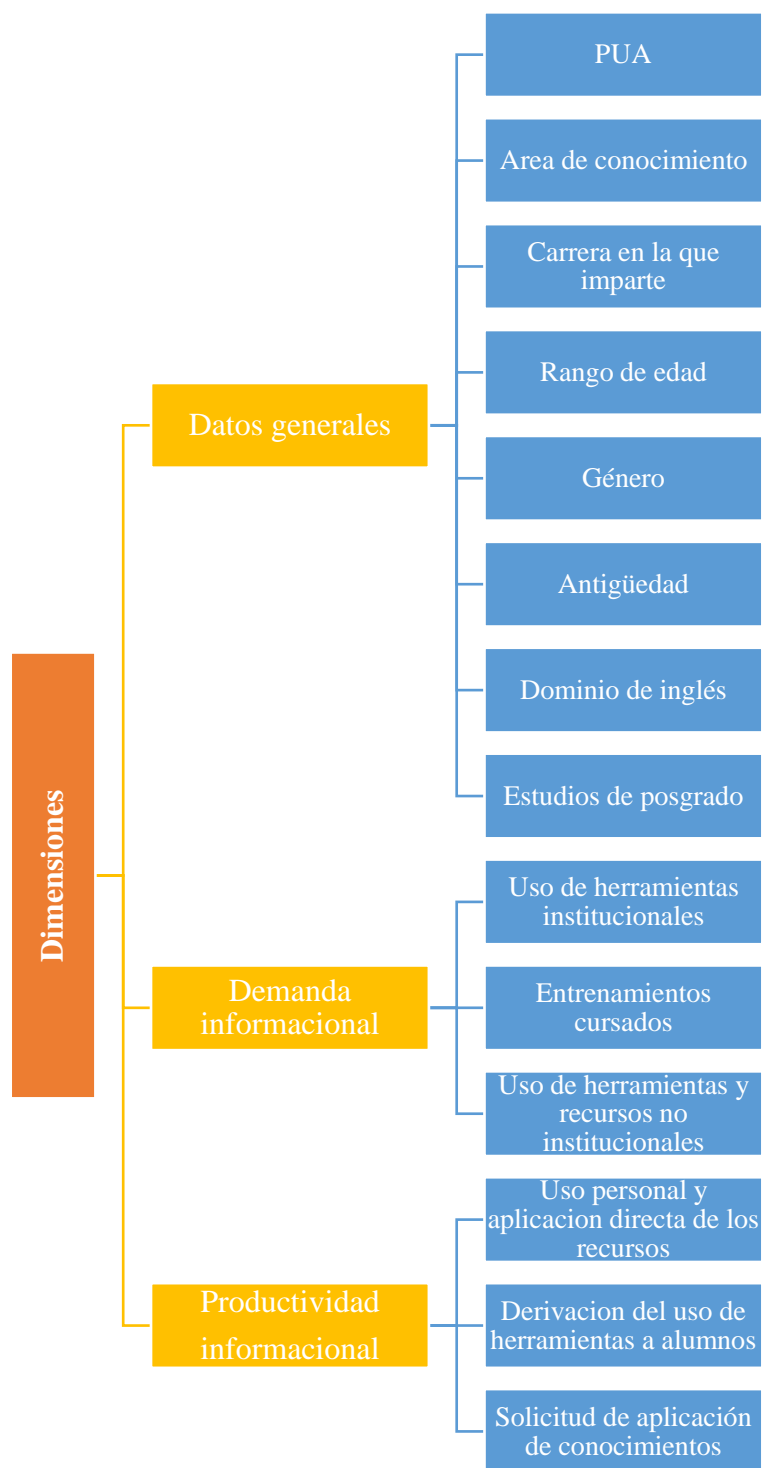 Dimensiones
Datos generales
PUA
Area de conocimiento
Carrera en la que
imparte
Rango de edad
Género
Antigüedad
Dominio de inglés
Estudios de posgrado
Demanda
informacional
Uso de herramientas
institucionales
Entrenamientos
cursados
Uso de herramientas y
recursos no
institucionales
Productividad
informacional
Uso personal y
aplicacion directa de los
recursos
Derivacion del uso de
herramientas a alumnos
Solicitud de aplicación
de conocimientos